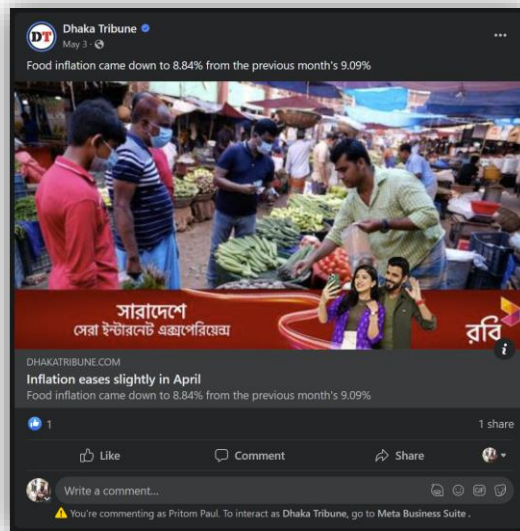 DT
Dhaka Tribune
May 3 ·
Food inflation came down to 8.84% from the previous month's 9.09%
সারাদেশে
সেরা ইন্টারনেট এক্সপেরিয়েন্স
রবি
i
DHAKATRIBUNE.COM
Inflation eases slightly in April
Food inflation came down to 8.84% from the previous month's 9.09%
1
1 share
Like
Comment
Share
Write a comment...
GIF
You're commenting as Pritom Paul. To interact as Dhaka Tribune, go to Meta Business Suite .